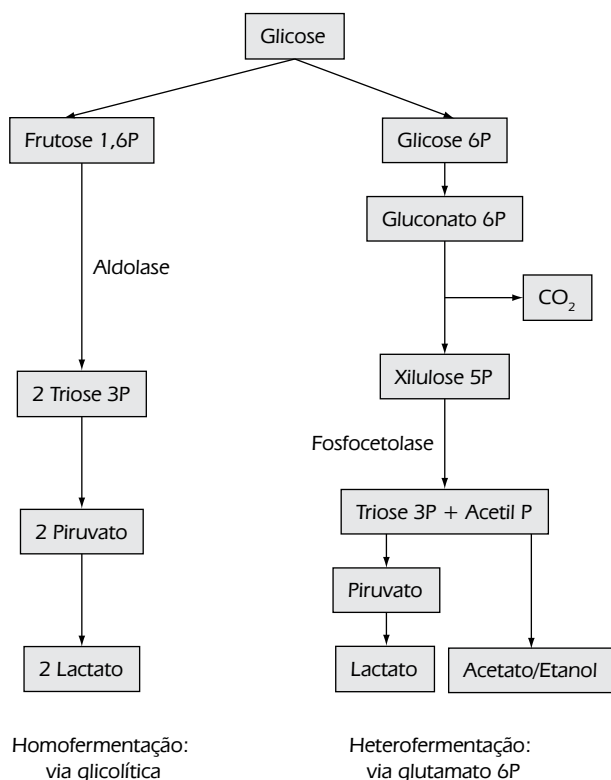 Glicose
Frutose 1,6P
Glicose 6P
Gluconato 6P
Aldolase
CO₂
2 Triose 3P
Xilulose 5P
Fosfocetolase
Triose 3P + Acetil P
2 Piruvato
Piruvato
2 Lactato
Lactato
Acetato/Etanol
Homofermentação:
via glicolítica
Heterofermentação:
via glutamato 6P